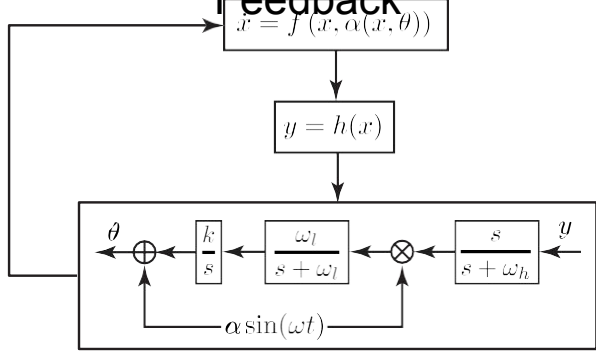 Feedback
ẋ = f (x, α(x, θ))
y = h(x)
θ
k/s
ω_l/(s + ω_l)
s/(s + ω_h)
y
α sin(ωt)